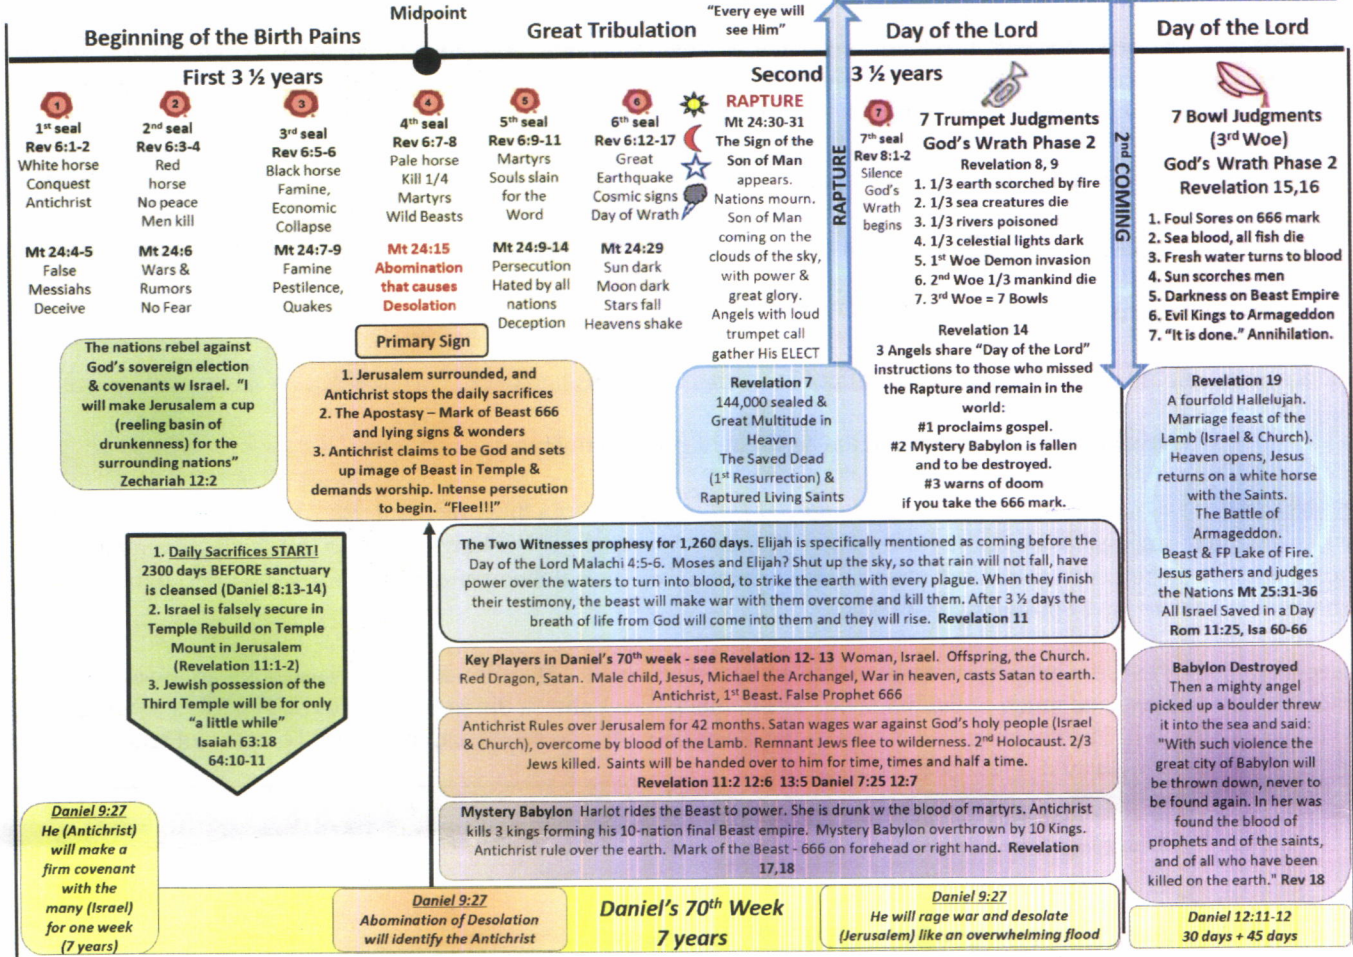 Midpoint
"Every eye will
see Him"
Beginning of the Birth Pains
Great Tribulation
Day of the Lord
Day of the Lord
First 3 ½ years
Second 3 ½ years
1
1st seal
Rev 6:1-2
White horse
Conquest
Antichrist
Mt 24:4-5
False
Messiahs
Deceive
2
2nd seal
Rev 6:3-4
Red
horse
No peace
Men kill
Mt 24:6
Wars &
Rumors
No Fear
3
3rd seal
Rev 6:5-6
Black horse
Famine,
Economic
Collapse
Mt 24:7-9
Famine
Pestilence,
Quakes
4
4th seal
Rev 6:7-8
Pale horse
Kill 1/4
Martyrs
Wild Beasts
Mt 24:15
Abomination
that causes
Desolation
5
5th seal
Rev 6:9-11
Martyrs
Souls slain
for the
Word
Mt 24:9-14
Persecution
Hated by all
nations
Deception
6
6th seal
Rev 6:12-17
Great
Earthquake
Cosmic signs
Day of Wrath
Mt 24:29
Sun dark
Moon dark
Stars fall
Heavens shake
RAPTURE
Mt 24:30-31
The Sign of the
Son of Man
appears.
Nations mourn.
Son of Man
coming on the
clouds of the sky,
with power &
great glory.
Angels with loud
trumpet call
gather His ELECT
RAPTURE
7
7th seal
Rev 8:1-2
Silence
God's
Wrath
begins
7 Trumpet Judgments
God's Wrath Phase 2
Revelation 8, 9
1. 1/3 earth scorched by fire
2. 1/3 sea creatures die
3. 1/3 rivers poisoned
4. 1/3 celestial lights dark
5. 1st Woe Demon invasion
6. 2nd Woe 1/3 mankind die
7. 3rd Woe = 7 Bowls
Revelation 14
3 Angels share "Day of the Lord"
instructions to those who missed
the Rapture and remain in the
world:
#1 proclaims gospel.
#2 Mystery Babylon is fallen
and to be destroyed.
#3 warns of doom
if you take the 666 mark.
2nd COMING
7 Bowl Judgments
(3rd Woe)
God's Wrath Phase 2
Revelation 15,16
1. Foul Sores on 666 mark
2. Sea blood, all fish die
3. Fresh water turns to blood
4. Sun scorches men
5. Darkness on Beast Empire
6. Evil Kings to Armageddon
7. "It is done." Annihilation.
Primary Sign
The nations rebel against
God's sovereign election
& covenants w Israel. "I
will make Jerusalem a cup
(reeling basin of
drunkenness) for the
surrounding nations"
Zechariah 12:2
1. Jerusalem surrounded, and
Antichrist stops the daily sacrifices
2. The Apostasy – Mark of Beast 666
and lying signs & wonders
3. Antichrist claims to be God and sets
up image of Beast in Temple &
demands worship. Intense persecution
to begin. "Flee!!!"
Revelation 7
144,000 sealed &
Great Multitude in
Heaven
The Saved Dead
(1st Resurrection) &
Raptured Living Saints
Revelation 19
A fourfold Hallelujah.
Marriage feast of the
Lamb (Israel & Church).
Heaven opens, Jesus
returns on a white horse
with the Saints.
The Battle of
Armageddon.
Beast & FP Lake of Fire.
Jesus gathers and judges
the Nations Mt 25:31-36
All Israel Saved in a Day
Rom 11:25, Isa 60-66
1. Daily Sacrifices START!
2300 days BEFORE sanctuary
is cleansed (Daniel 8:13-14)
2. Israel is falsely secure in
Temple Rebuild on Temple
Mount in Jerusalem
(Revelation 11:1-2)
3. Jewish possession of the
Third Temple will be for only
"a little while"
Isaiah 63:18
64:10-11
The Two Witnesses prophesy for 1,260 days. Elijah is specifically mentioned as coming before the
Day of the Lord Malachi 4:5-6. Moses and Elijah? Shut up the sky, so that rain will not fall, have
power over the waters to turn into blood, to strike the earth with every plague. When they finish
their testimony, the beast will make war with them overcome and kill them. After 3 ½ days the
breath of life from God will come into them and they will rise. Revelation 11
Key Players in Daniel's 70th week - see Revelation 12- 13 Woman, Israel. Offspring, the Church.
Red Dragon, Satan. Male child, Jesus, Michael the Archangel, War in heaven, casts Satan to earth.
Antichrist, 1st Beast. False Prophet 666
Antichrist Rules over Jerusalem for 42 months. Satan wages war against God's holy people (Israel
& Church), overcome by blood of the Lamb. Remnant Jews flee to wilderness. 2nd Holocaust. 2/3
Jews killed. Saints will be handed over to him for time, times and half a time.
Revelation 11:2 12:6 13:5 Daniel 7:25 12:7
Mystery Babylon Harlot rides the Beast to power. She is drunk w the blood of martyrs. Antichrist
kills 3 kings forming his 10-nation final Beast empire. Mystery Babylon overthrown by 10 Kings.
Antichrist rule over the earth. Mark of the Beast - 666 on forehead or right hand. Revelation
17,18
Babylon Destroyed
Then a mighty angel
picked up a boulder threw
it into the sea and said:
"With such violence the
great city of Babylon will
be thrown down, never to
be found again. In her was
found the blood of
prophets and of the saints,
and of all who have been
killed on the earth." Rev 18
Daniel 9:27
He (Antichrist)
will make a
firm covenant
with the
many (Israel)
for one week
(7 years)
Daniel 9:27
Abomination of Desolation
will identify the Antichrist
Daniel's 70th Week
7 years
Daniel 9:27
He will rage war and desolate
(Jerusalem) like an overwhelming flood
Daniel 12:11-12
30 days + 45 days